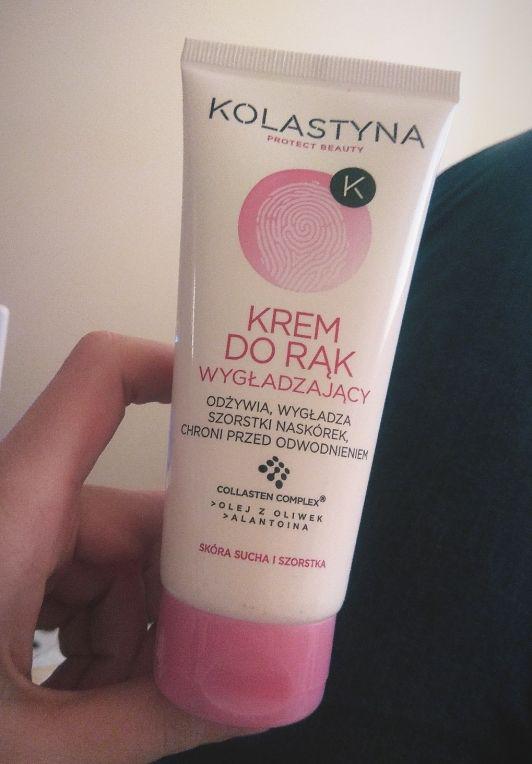 KOLASTYNA
PROTECT BEAUTY
K
KREM
DO RĄK
WYGŁADZAJĄCY
ODŻYWIA, WYGŁADZA
SZORSTKI NASKÓREK,
CHRONI PRZED ODWODNIENIEM
COLLASTEN COMPLEX®
>OLEJ Z OLIWEK
>ALANTOINA
SKÓRA SUCHA I SZORSTKA